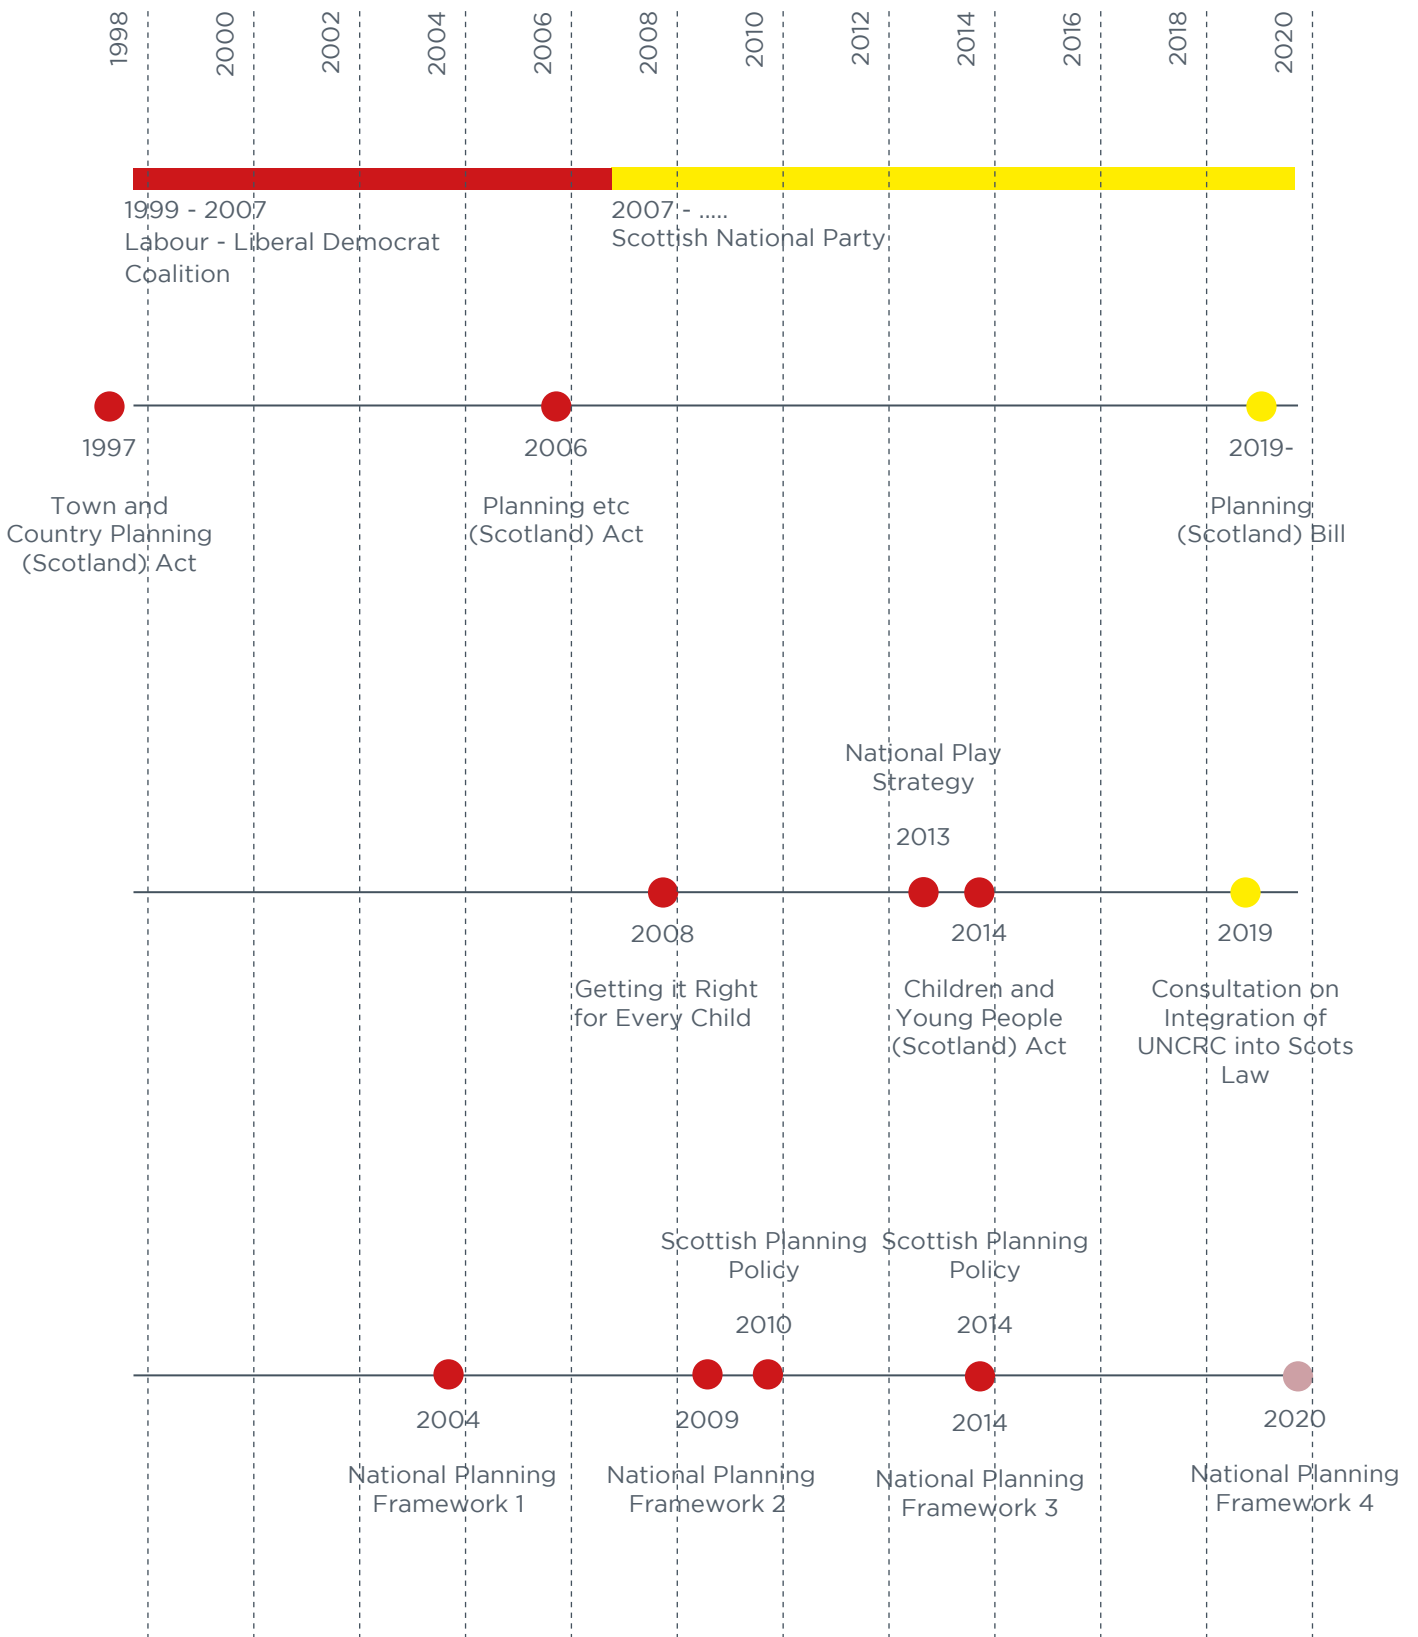 1998
2000
2002
2004
2006
2008
2010
2012
2014
2016
2018
2020
1999 - 2007
Labour - Liberal Democrat
Coalition
2007 - .....
Scottish National Party
1997
Town and
Country Planning
(Scotland) Act
2006
Planning etc
(Scotland) Act
2019-
Planning
(Scotland) Bill
National Play
Strategy
2013
2008
Getting it Right
for Every Child
2014
Children and
Young People
(Scotland) Act
2019
Consultation on
Integration of
UNCRC into Scots
Law
Scottish Planning
Policy
2010
Scottish Planning
Policy
2014
2004
National Planning
Framework 1
2009
National Planning
Framework 2
2014
National Planning
Framework 3
2020
National Planning
Framework 4